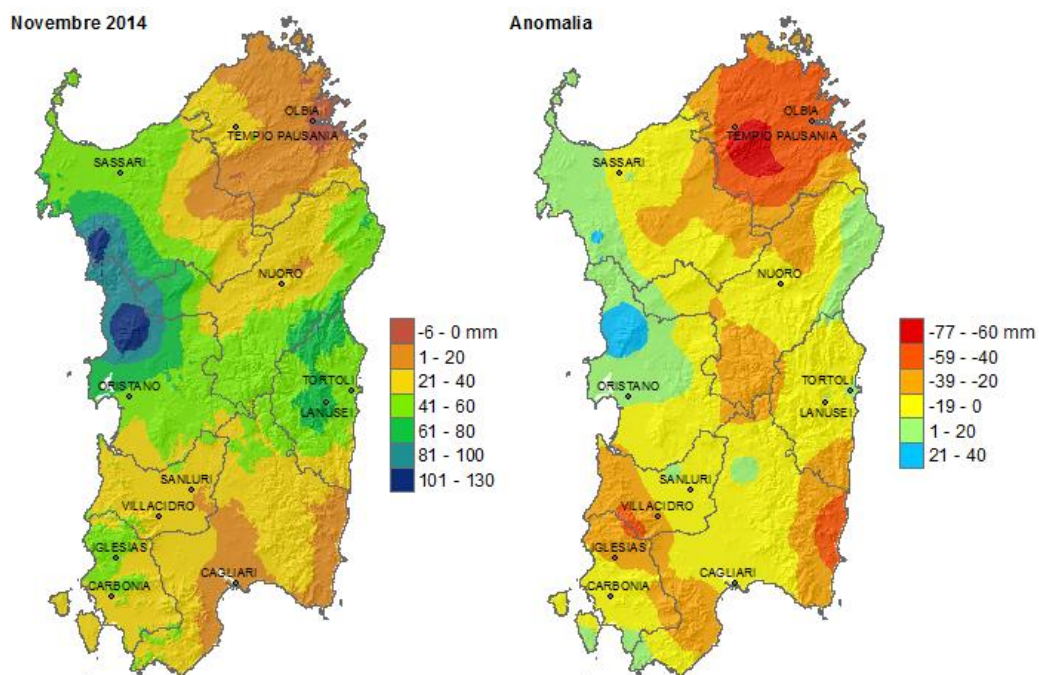 Novembre 2014
OLBIA
TEMPIO PAUSANIA
SASSARI
NUORO
ORISTANO
TORTOLI
LANUSEI
SANLURI
VILLACIDRO
IGLESIAS
CARBONIA
CAGLIARI
-6 - 0 mm
1 - 20
21 - 40
41 - 60
61 - 80
81 - 100
101 - 130
Anomalia
OLBIA
TEMPIO PAUSANIA
SASSARI
NUORO
ORISTANO
TORTOLI
LANUSEI
SANLURI
VILLACIDRO
IGLESIAS
CARBONIA
CAGLIARI
-77 - -60 mm
-59 - -40
-39 - -20
-19 - 0
1 - 20
21 - 40